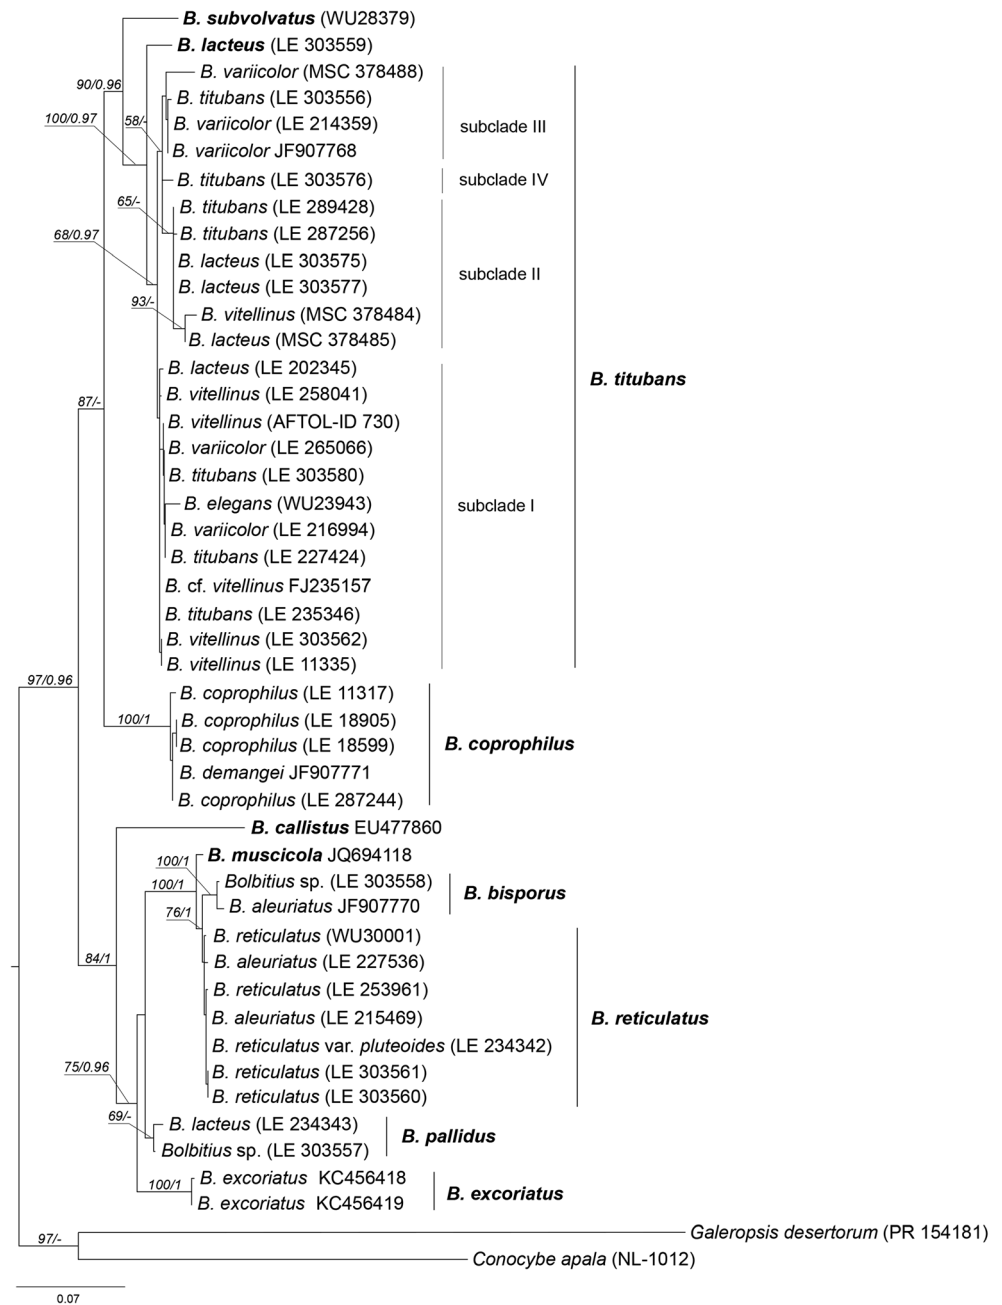 B. subvolvatus (WU28379)
B. lacteus (LE 303559)
B. variicolor (MSC 378488)
90/0.96
B. titubans (LE 303556)
100/0.97
58/-
B. variicolor (LE 214359)
subclade III
B. variicolor JF907768
B. titubans (LE 303576)
subclade IV
65/-
B. titubans (LE 289428)
B. titubans (LE 287256)
68/0.97
B. lacteus (LE 303575)
subclade II
B. lacteus (LE 303577)
93/-
B. vitellinus (MSC 378484)
B. lacteus (MSC 378485)
B. lacteus (LE 202345)
B. titubans
B. vitellinus (LE 258041)
87/-
B. vitellinus (AFTOL-ID 730)
B. variicolor (LE 265066)
B. titubans (LE 303580)
B. elegans (WU23943)
subclade I
B. variicolor (LE 216994)
B. titubans (LE 227424)
B. cf. vitellinus FJ235157
B. titubans (LE 235346)
B. vitellinus (LE 303562)
B. vitellinus (LE 11335)
97/0.96
B. coprophilus (LE 11317)
100/1
B. coprophilus (LE 18905)
B. coprophilus (LE 18599)
B. coprophilus
B. demangei JF907771
B. coprophilus (LE 287244)
B. callistus EU477860
B. muscicola JQ694118
100/1
Bolbitius sp. (LE 303558)
100/1
B. bisporus
B. aleuriatus JF907770
76/1
B. reticulatus (WU30001)
84/1
B. aleuriatus (LE 227536)
B. reticulatus (LE 253961)
B. aleuriatus (LE 215469)
B. reticulatus
B. reticulatus var. pluteoides (LE 234342)
75/0.96
B. reticulatus (LE 303561)
B. reticulatus (LE 303560)
69/-
B. lacteus (LE 234343)
B. pallidus
Bolbitius sp. (LE 303557)
B. excoriatus KC456418
100/1
B. excoriatus
B. excoriatus KC456419
97/-
Galeropsis desertorum (PR 154181)
Conocybe apala (NL-1012)
0.07